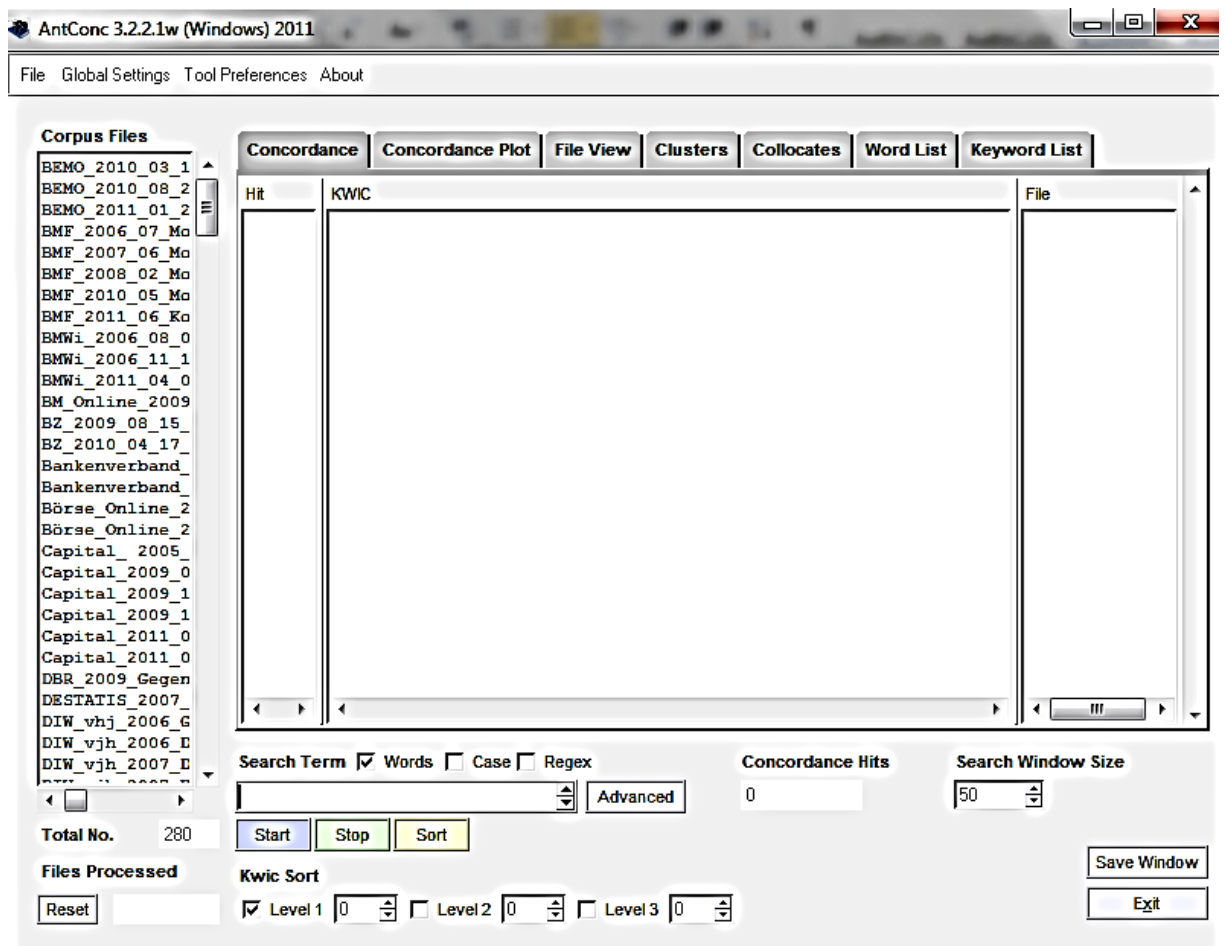 AntConc 3.2.2.1w (Windows) 2011
File Global Settings Tool Preferences About
Corpus Files
BEMO_2010_03_1
BEMO_2010_08_2
BEMO_2011_01_2
BMF_2006_07_Mo
BMF_2007_06_Mo
BMF_2008_02_Mo
BMF_2010_05_Mo
BMF_2011_06_Ka
BMWi_2006_08_0
BMWi_2006_11_1
BMWi_2011_04_0
BM_Online_2009
BZ_2009_08_15_
BZ_2010_04_17_
Bankenverband_
Bankenverband_
Börse_Online_2
Börse_Online_2
Capital_ 2005_
Capital_2009_0
Capital_2009_1
Capital_2009_1
Capital_2011_0
Capital_2011_0
DBR_2009_Gegen
DESTATIS_2007_
DIW_vhj_2006_G
DIW_vjh_2006_D
DIW_vjh_2007_D
Total No. 280
Files Processed
Reset
Concordance Concordance Plot File View Clusters Collocates Word List Keyword List
Hit KWIC File
Search Term Words Case Regex Concordance Hits Search Window Size
Advanced 0 50
Start Stop Sort
Kwic Sort
Level 1 0 Level 2 0 Level 3 0
Save Window
Exit